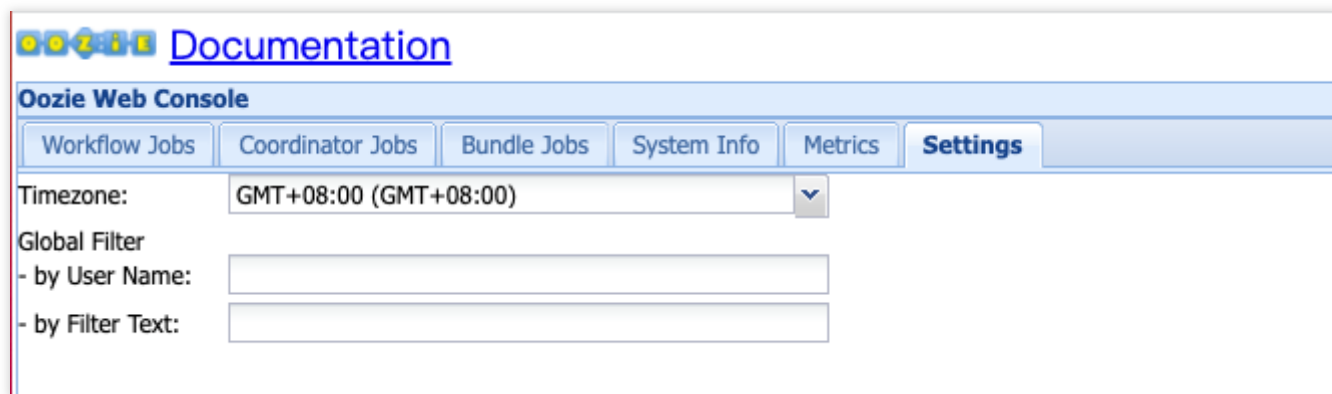 OOZIE Documentation
Oozie Web Console
Workflow Jobs Coordinator Jobs Bundle Jobs System Info Metrics Settings
Timezone: GMT+08:00 (GMT+08:00)
Global Filter
- by User Name:
- by Filter Text: